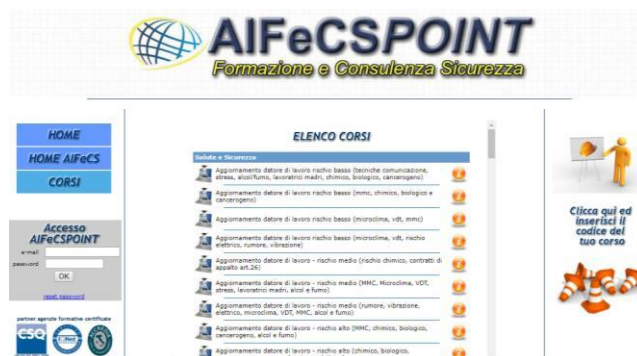 AIFeCSPOINT
Formazione e Consulenza Sicurezza
HOME
HOME AIFeCS
CORSI
Accesso
AIFeCSPOINT
e-mail
password
OK
reset password
partner agenzie formative certificate
CSQ
ELENCO CORSI
Salute e Sicurezza
Aggiornamento datore di lavoro rischio basso (tecniche comunicazione,
stress, alcol/fumo, lavoratrici madri, chimico, biologico, cancerogeno)
Aggiornamento datore di lavoro rischio basso (mmc, chimico, biologico e
cancerogeno)
Aggiornamento datore di lavoro rischio basso (microclima, vdt, mmc)
Aggiornamento datore di lavoro rischio basso (microclima, vdt, rischio
elettrico, rumore, vibrazione)
Aggiornamento datore di lavoro - rischio medio (rischio chimico, contratti di
appalto art.26)
Aggiornamento datore di lavoro - rischio medio (MMC, Microclima, VDT,
stress, lavoratrici madri, alcol e fumo)
Aggiornamento datore di lavoro - rischio medio (rumore, vibrazione,
elettrico, microclima, VDT, MMC, alcol e fumo)
Aggiornamento datore di lavoro - rischio alto (MMC, chimico, biologico,
cancerogeno, alcol e fumo)
Aggiornamento datore di lavoro - rischio alto (chimico, biologico,
Clicca qui ed
inserisci il
codice del
tuo corso